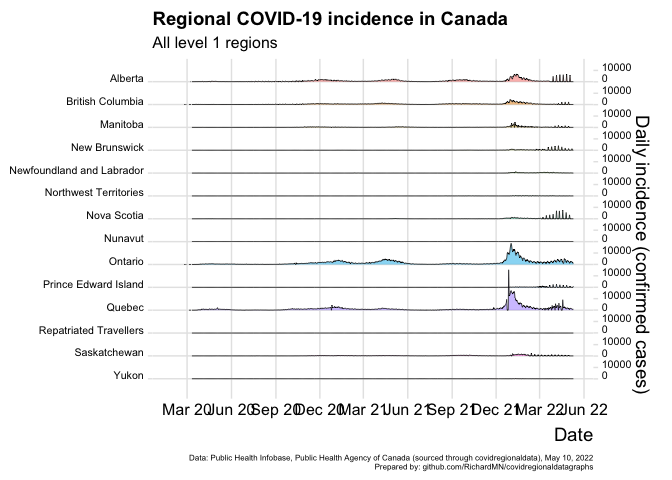 Regional COVID-19 incidence in Canada
All level 1 regions
Alberta
British Columbia
Manitoba
New Brunswick
Newfoundland and Labrador
Northwest Territories
Nova Scotia
Nunavut
Ontario
Prince Edward Island
Quebec
Repatriated Travellers
Saskatchewan
Yukon
10000
0
10000
0
10000
0
10000
0
10000
0
10000
0
10000
0
10000
0
10000
0
10000
0
10000
0
10000
0
10000
0
10000
0
Daily incidence (confirmed cases)
Mar 20 Jun 20 Sep 20 Dec 20 Mar 21 Jun 21 Sep 21 Dec 21 Mar 22 Jun 22
Date
Data: Public Health Infobase, Public Health Agency of Canada (sourced through covidregionaldata), May 10, 2022
Prepared by: github.com/RichardMN/covidregionaldatagraphs